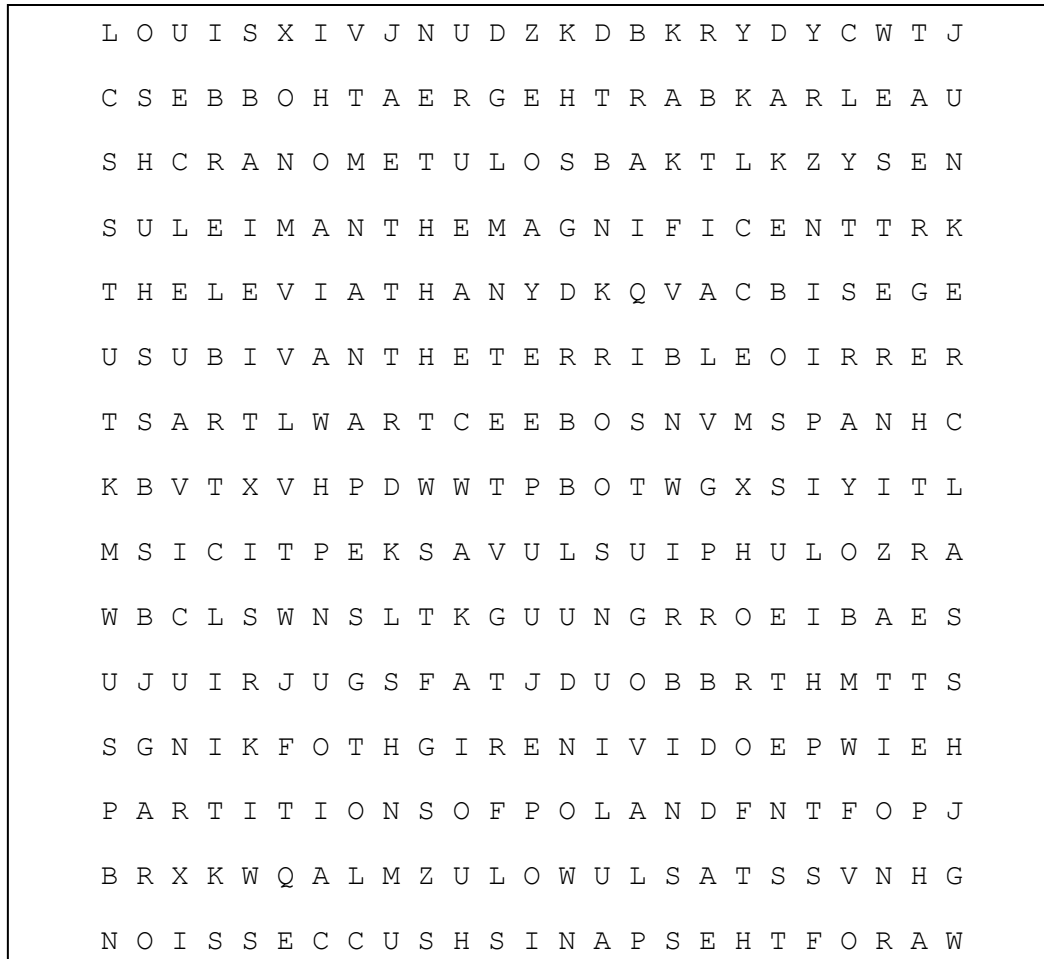 L O U I S X I V J N U D Z K D B K R Y D Y C W T J
C S E B B O H T A E R G E H T R A B K A R L E A U
S H C R A N O M E T U L O S B A K T L K Z Y S E N
S U L E I M A N T H E M A G N I F I C E N T T R K
T H E L E V I A T H A N Y D K Q V A C B I S E G E
U S U B I V A N T H E T E R R I B L E O I R R E R
T S A R T L W A R T C E E B O S N V M S P A N H C
K B V T X V H P D W W T P B O T W G X S I Y I T L
M S I C I T P E K S A V U L S U I P H U L O Z R A
W B C L S W N S L T K G U U N G R R O E I B A E S
U J U I R J U G S F A T J D U O B B R T H M T T S
S G N I K F O T H G I R E N I V I D O E P W I E H
P A R T I T I O N S O F P O L A N D F N T F O P J
B R X K W Q A L M Z U L O W U L S A T S S V N H G
N O I S S E C C U S H S I N A P S E H T F O R A W